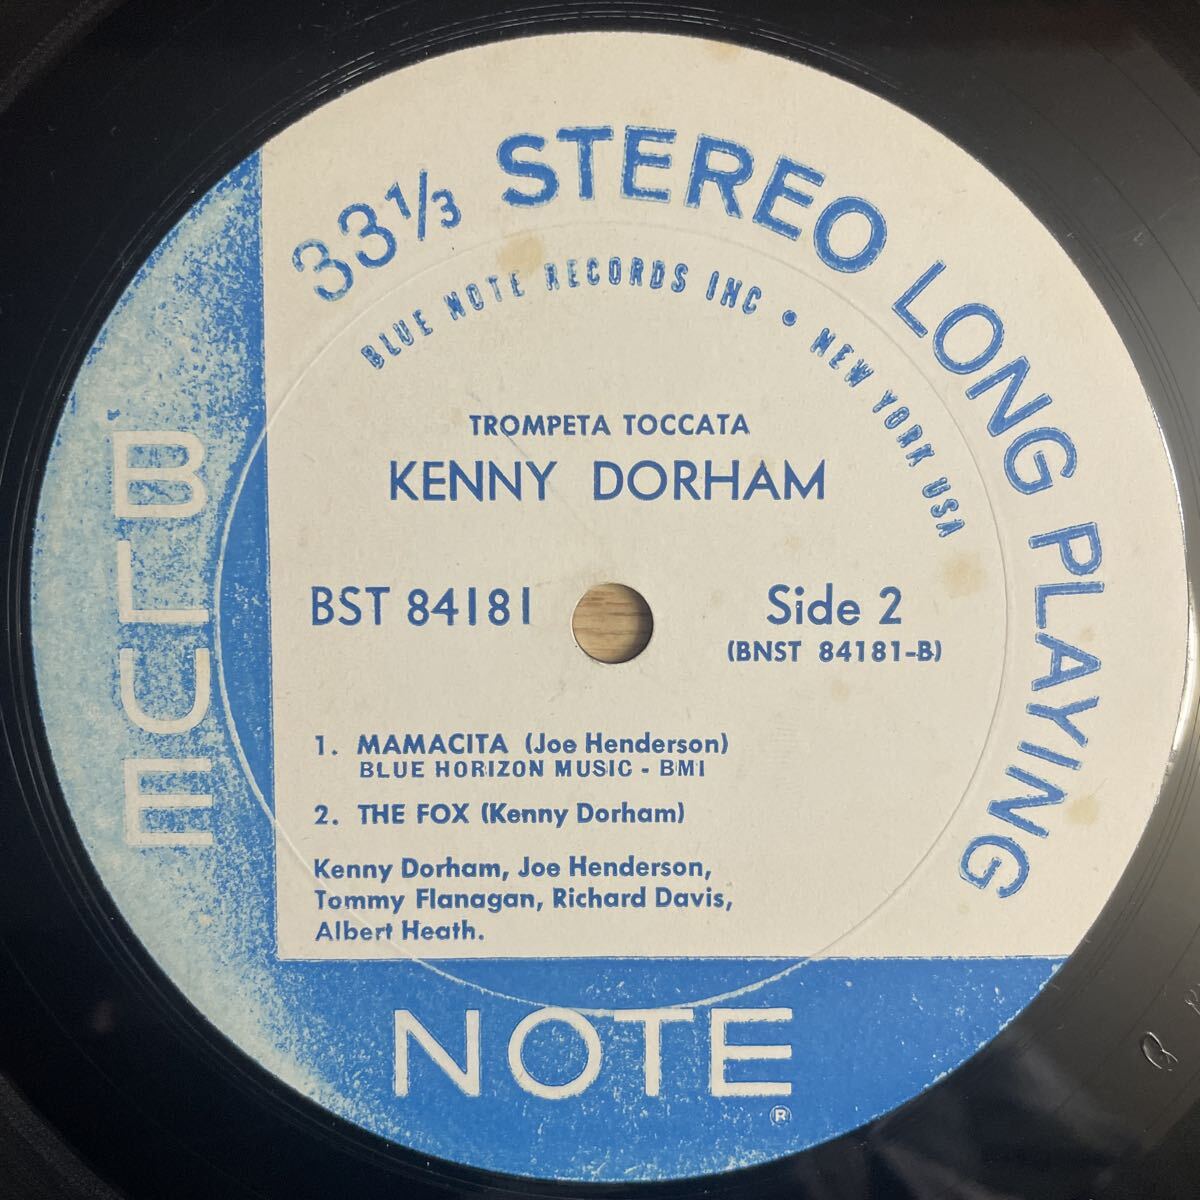 33 1/3 STEREO LONG PLAYING
BLUE NOTE RECORDS INC • NEW YORK USA
TROMPETA TOCCATA
KENNY DORHAM
BST 84181
Side 2
(BNST 84181-B)
1. MAMACITA (Joe Henderson)
BLUE HORIZON MUSIC - BMI
2. THE FOX (Kenny Dorham)
Kenny Dorham, Joe Henderson,
Tommy Flanagan, Richard Davis,
Albert Heath.
BLUE
NOTE
®